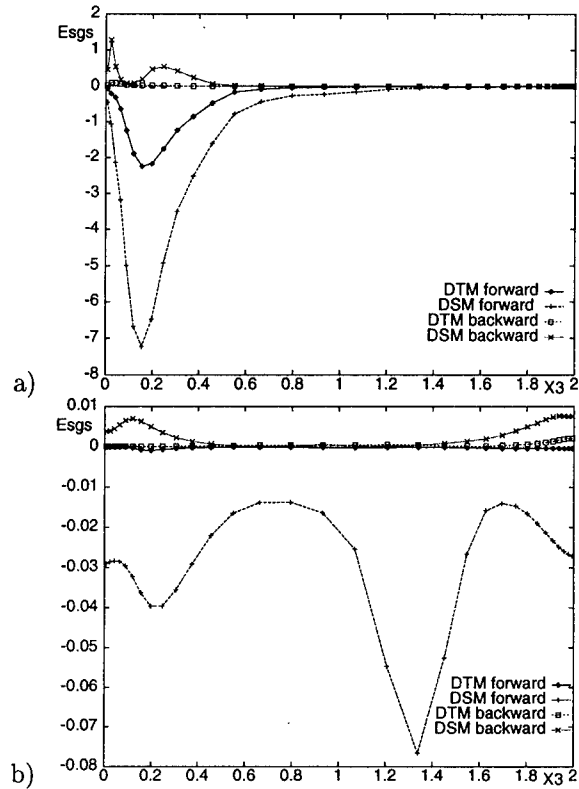 2
Esgs
1
0
-1
-2
-3
-4
-5
-6
-7
-8
DTM forward
DSM forward
DTM backward
DSM backward
a)
0 0.2 0.4 0.6 0.8 1 1.2 1.4 1.6 1.8 X3 2
0.01
Esgs
0
-0.01
-0.02
-0.03
-0.04
-0.05
-0.06
-0.07
-0.08
DTM forward
DSM forward
DTM backward
DSM backward
b)
0 0.2 0.4 0.6 0.8 1 1.2 1.4 1.6 1.8 X3 2